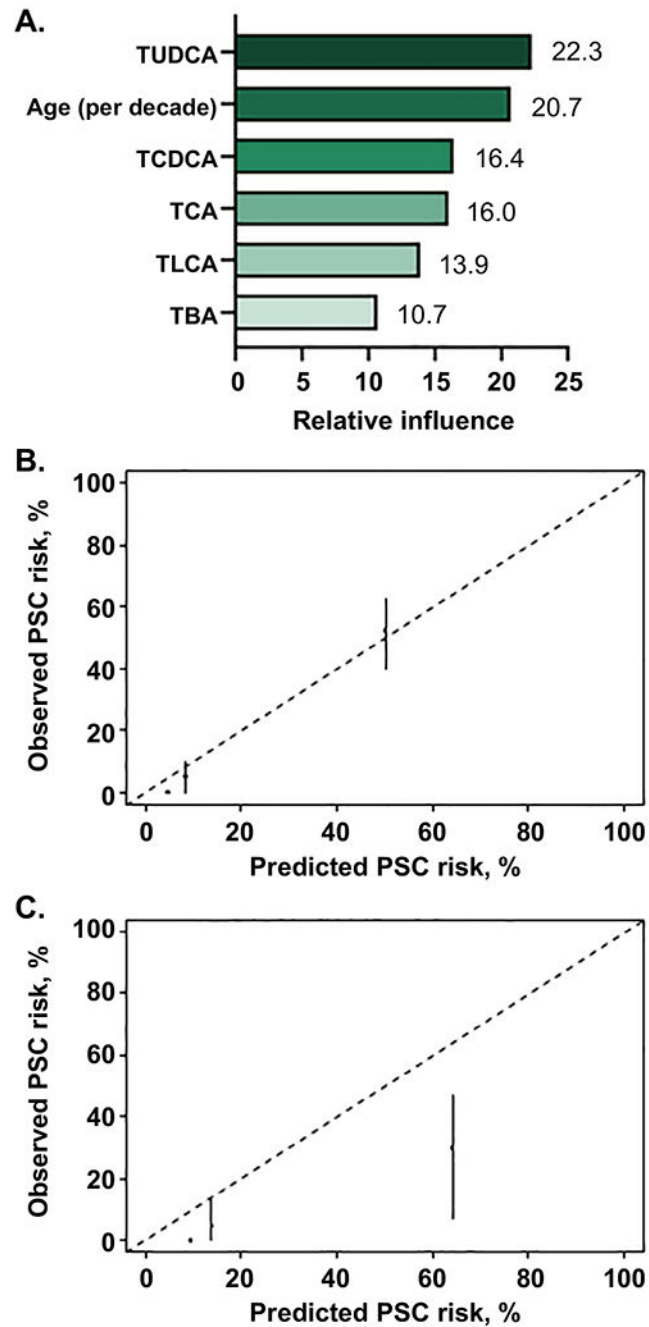 A.
TUDCA 22.3
Age (per decade) 20.7
TCDCA 16.4
TCA 16.0
TLCA 13.9
TBA 10.7
0 5 10 15 20 25
Relative influence
B.
Observed PSC risk, %
100
80
60
40
20
0
0 20 40 60 80 100
Predicted PSC risk, %
C.
Observed PSC risk, %
100
80
60
40
20
0
0 20 40 60 80 100
Predicted PSC risk, %